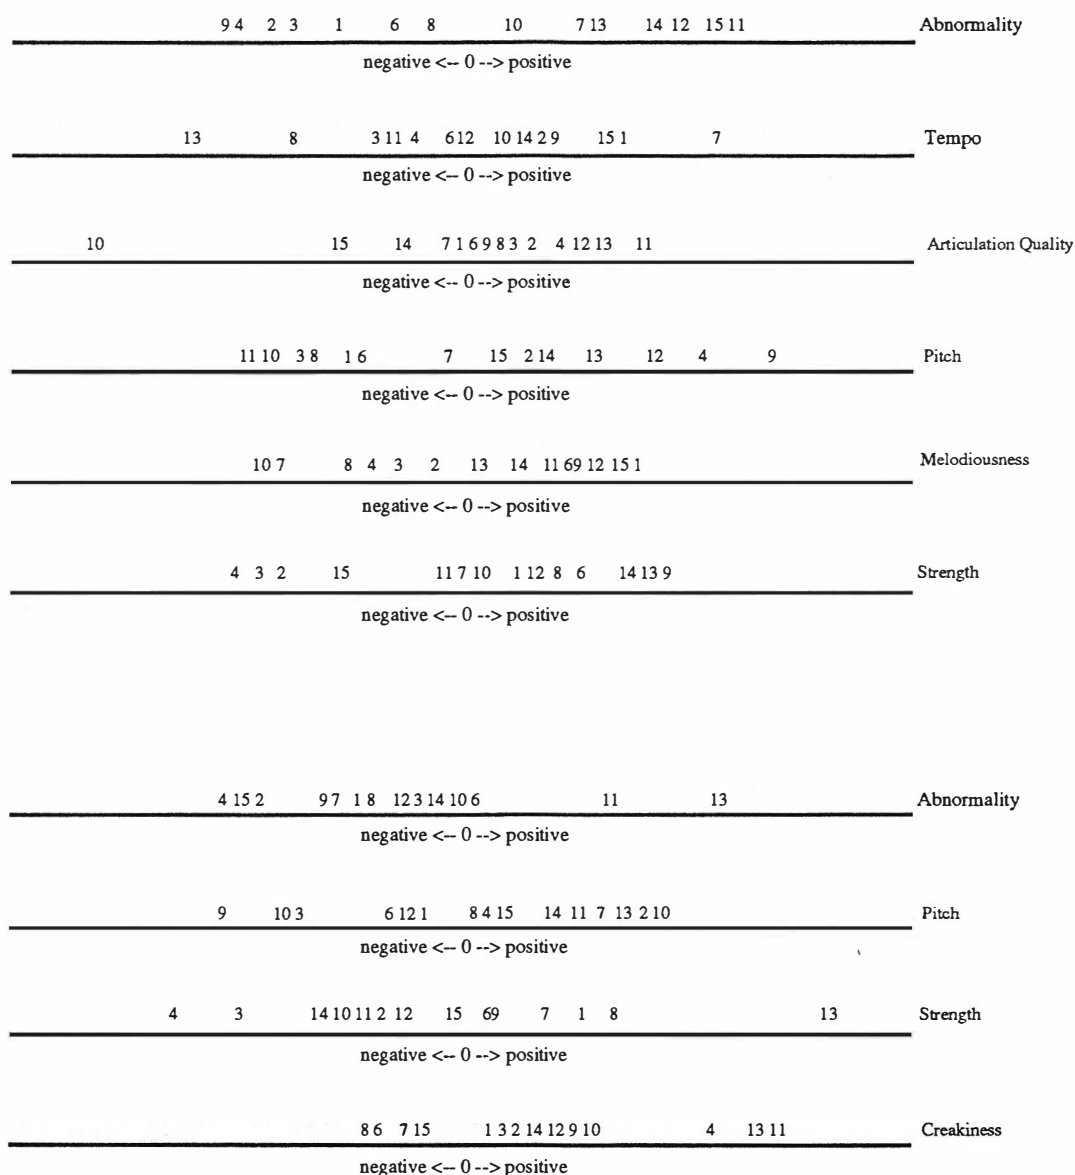 9 4 2 3 1 6 8 10 7 13 14 12 15 11 Abnormality
negative <-- 0 --> positive
13 8 3 11 4 6 12 10 14 2 9 15 1 7 Tempo
negative <-- 0 --> positive
10 15 14 7 1 6 9 8 3 2 4 12 13 11 Articulation Quality
negative <-- 0 --> positive
11 10 3 8 1 6 7 15 2 14 13 12 4 9 Pitch
negative <-- 0 --> positive
10 7 8 4 3 2 13 14 11 69 12 15 1 Melodiousness
negative <-- 0 --> positive
4 3 2 15 11 7 10 1 12 8 6 14 13 9 Strength
negative <-- 0 --> positive
4 15 2 9 7 1 8 12 3 14 10 6 11 13 Abnormality
negative <-- 0 --> positive
9 10 3 6 12 1 8 4 15 14 11 7 13 2 10 Pitch
negative <-- 0 --> positive
4 3 14 10 11 2 12 15 69 7 1 8 13 Strength
negative <-- 0 --> positive
8 6 7 15 1 3 2 14 12 9 10 4 13 11 Creakiness
negative <-- 0 --> positive